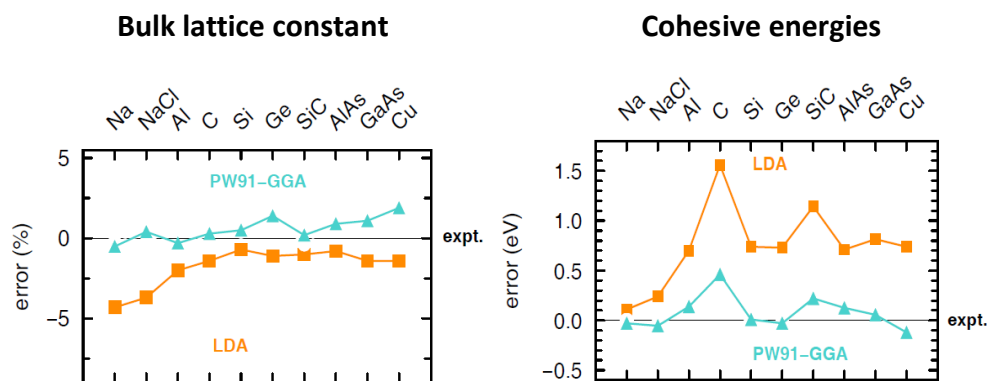 Bulk lattice constant
Na NaCl Al C Si Ge SiC AlAs GaAs Cu
5
PW91−GGA
0
expt.
error (%)
−5
LDA
Cohesive energies
Na NaCl Al C Si Ge SiC AlAs GaAs Cu
LDA
1.5
1.0
error (eV)
0.5
0.0
expt.
PW91−GGA
−0.5